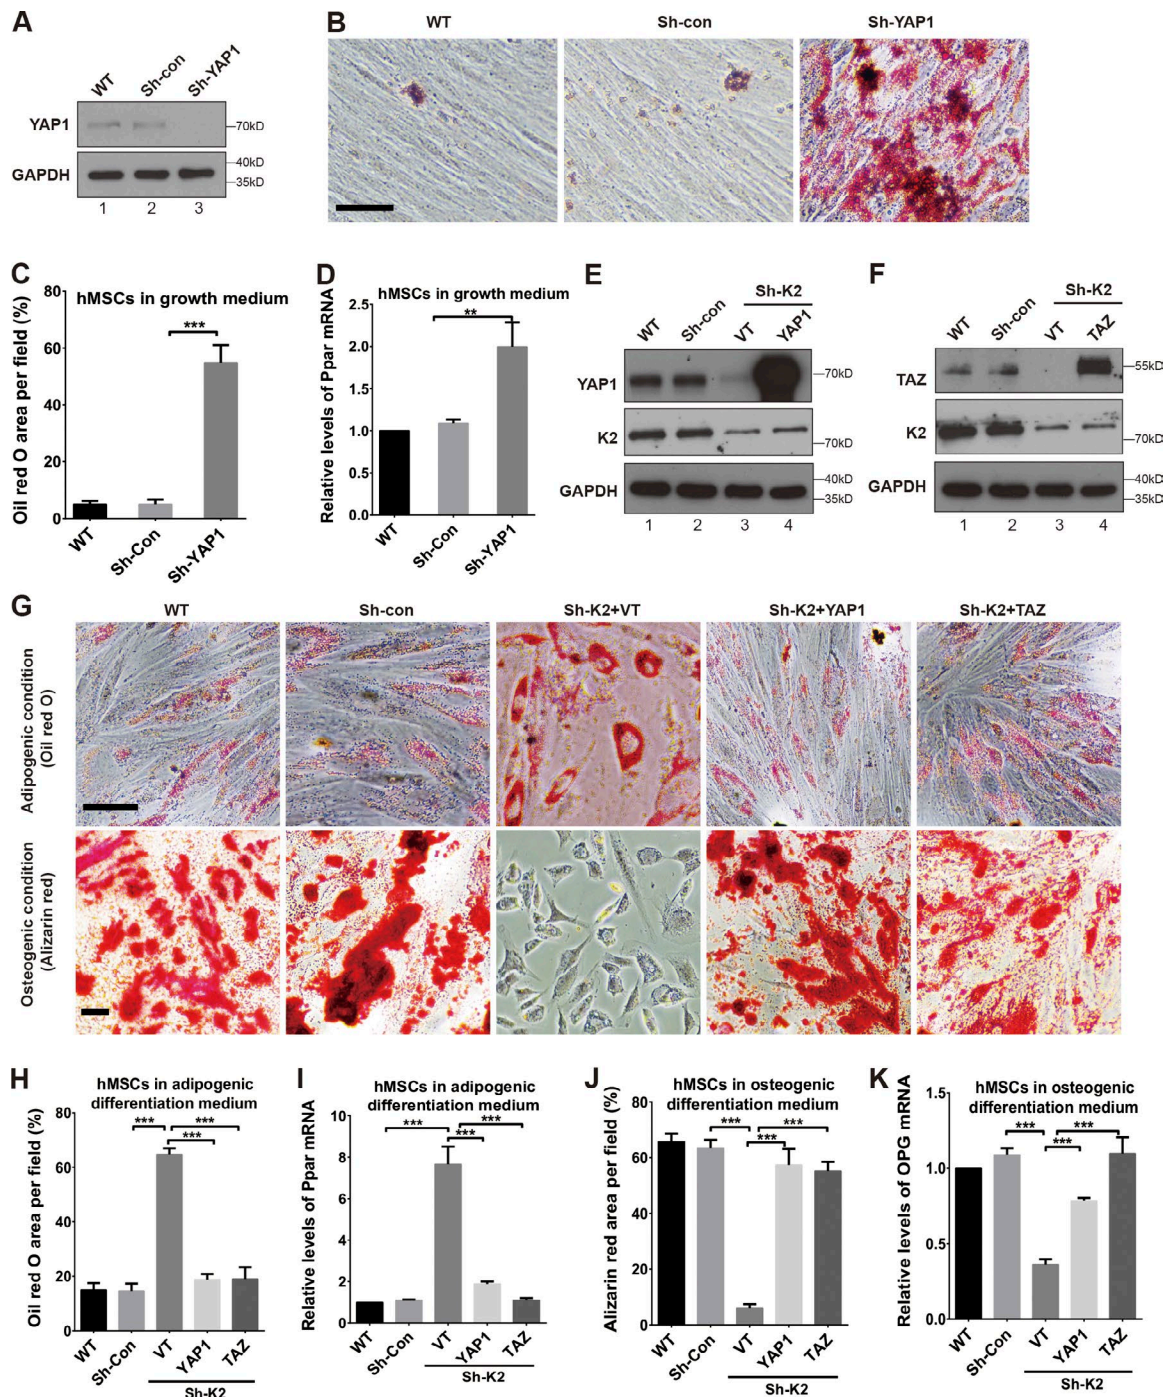 A
WT
Sh-con
Sh-YAP1
YAP1
70kD
GAPDH
40kD
35kD
1 2 3
B
WT Sh-con Sh-YAP1
C
hMSCs in growth medium
Oil red O area per field (%)
80
60
40
20
0
***
WT
Sh-Con
Sh-YAP1
D
hMSCs in growth medium
Relative levels of Ppar mRNA
2.5
2.0
1.5
1.0
0.5
0.0
**
WT
Sh-Con
Sh-YAP1
E
Sh-K2
WT
Sh-con
VT
YAP1
YAP1
70kD
K2
70kD
GAPDH
40kD
35kD
1 2 3 4
F
Sh-K2
WT
Sh-con
VT
TAZ
TAZ
55kD
K2
70kD
GAPDH
40kD
35kD
1 2 3 4
G
WT Sh-con Sh-K2+VT Sh-K2+YAP1 Sh-K2+TAZ
Adipogenic condition
(Oil red O)
Osteogenic condition
(Alizarin red)
H
hMSCs in adipogenic
differentiation medium
Oil red O area per field (%)
80
60
40
20
0
*** ***
***
WT
Sh-Con
VT
YAP1
TAZ
Sh-K2
I
hMSCs in adipogenic
differentiation medium
Relative levels of Ppar mRNA
10
8
6
4
2
0
*** ***
***
WT
Sh-Con
VT
YAP1
TAZ
Sh-K2
J
hMSCs in osteogenic
differentiation medium
Alizarin red area per field (%)
80
60
40
20
0
*** ***
***
WT
Sh-Con
VT
YAP1
TAZ
Sh-K2
K
hMSCs in osteogenic
differentiation medium
Relative levels of OPG mRNA
1.5
1.0
0.5
0.0
*** ***
***
WT
Sh-Con
VT
YAP1
TAZ
Sh-K2